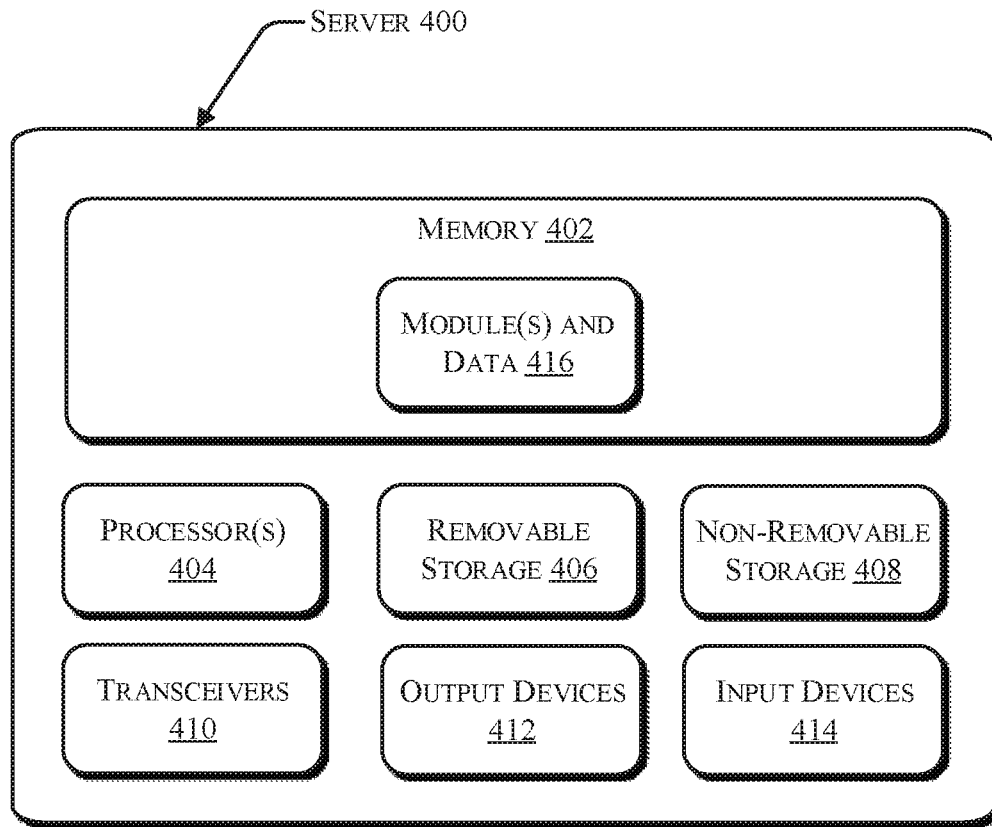 SERVER 400
MEMORY 402
MODULE(S) AND
DATA 416
PROCESSOR(S)
404
REMOVABLE
STORAGE 406
NON-REMOVABLE
STORAGE 408
TRANSCEIVERS
410
OUTPUT DEVICES
412
INPUT DEVICES
414